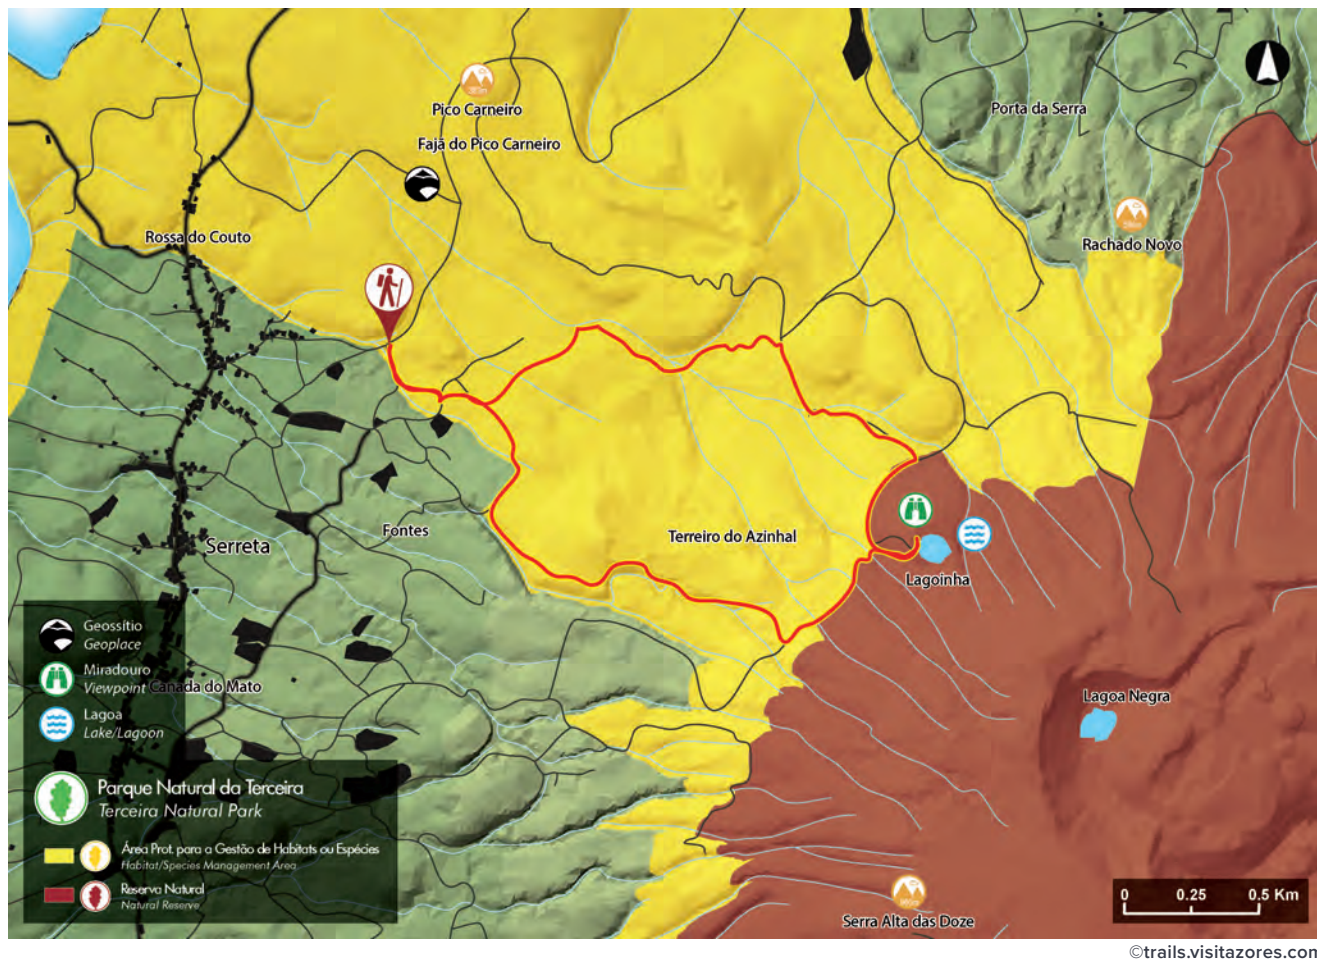 Pico Carneiro
Fajã do Pico Carneiro
Porta da Serra
Rossa do Couto
Rachado Novo
Fontes
Serreta
Terreiro do Azinhal
Lagoinha
Geossítio
Geoplace
Miradouro
Viewpoint
Canada do Mato
Lagoa
Lake/Lagoon
Lagoa Negra
Parque Natural da Terceira
Terceira Natural Park
Área Prot. para a Gestão de Habitats ou Espécies
Habitat/Species Management Area
Reserva Natural
Natural Reserve
Serra Alta das Doze
0 0.25 0.5 Km
©trails.visitazores.com